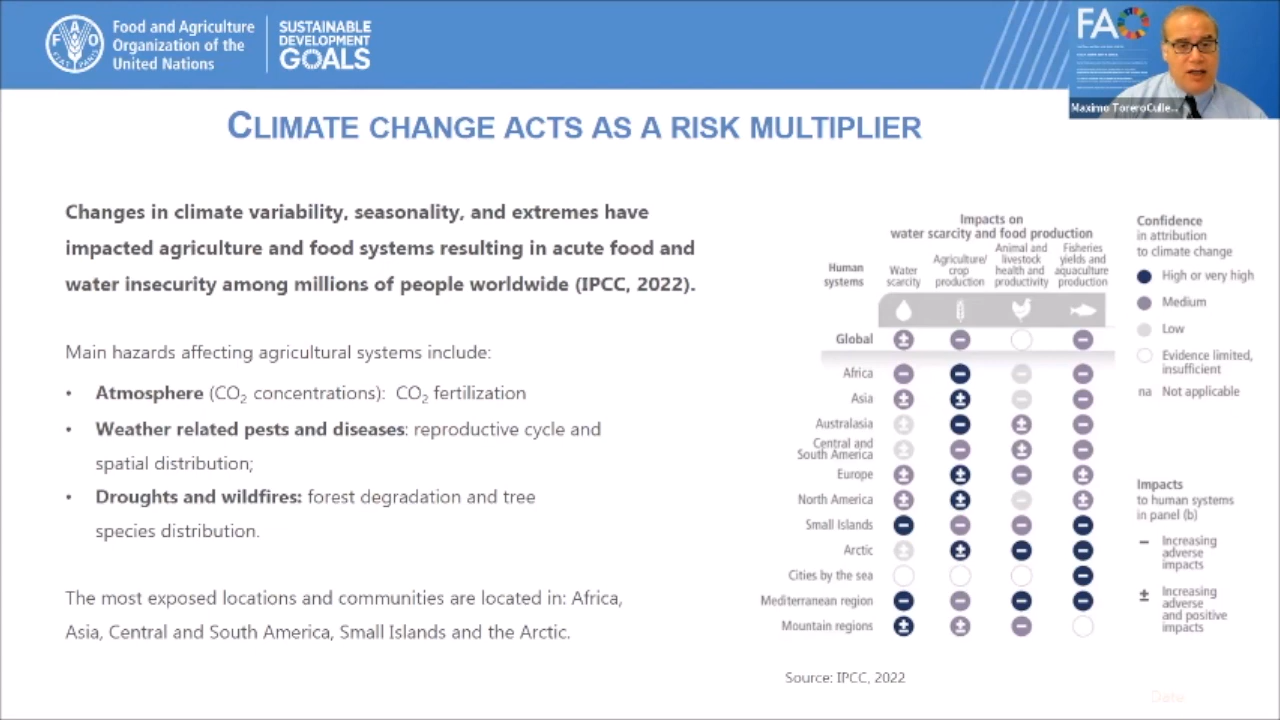 Food and Agriculture
Organization of the
United Nations
SUSTAINABLE
DEVELOPMENT
GOALS
FAO
Maximo ToreroCulle...
CLIMATE CHANGE ACTS AS A RISK MULTIPLIER
Changes in climate variability, seasonality, and extremes have
impacted agriculture and food systems resulting in acute food and
water insecurity among millions of people worldwide (IPCC, 2022).
Main hazards affecting agricultural systems include:
• Atmosphere (CO₂ concentrations): CO₂ fertilization
• Weather related pests and diseases: reproductive cycle and
spatial distribution;
• Droughts and wildfires: forest degradation and tree
species distribution.
The most exposed locations and communities are located in: Africa,
Asia, Central and South America, Small Islands and the Arctic.
Impacts on
water scarcity and food production
Human
systems
Water
scarcity
Agriculture/
crop
production
Animal and
livestock
health and
productivity
Fisheries
yields and
aquaculture
production
Global ± − −
Africa − − − −
Asia ± ± − −
Australasia ± − ± −
Central and
South America ± − ± −
Europe ± ± − ±
North America ± ± − ±
Small Islands − − − −
Arctic ± ± − −
Cities by the sea −
Mediterranean region − − − −
Mountain regions ± ± −
Confidence
in attribution
to climate change
High or very high
Medium
Low
Evidence limited,
insufficient
na Not applicable
Impacts
to human systems
in panel (b)
− Increasing
adverse
impacts
± Increasing
adverse
and positive
impacts
Source: IPCC, 2022
Date